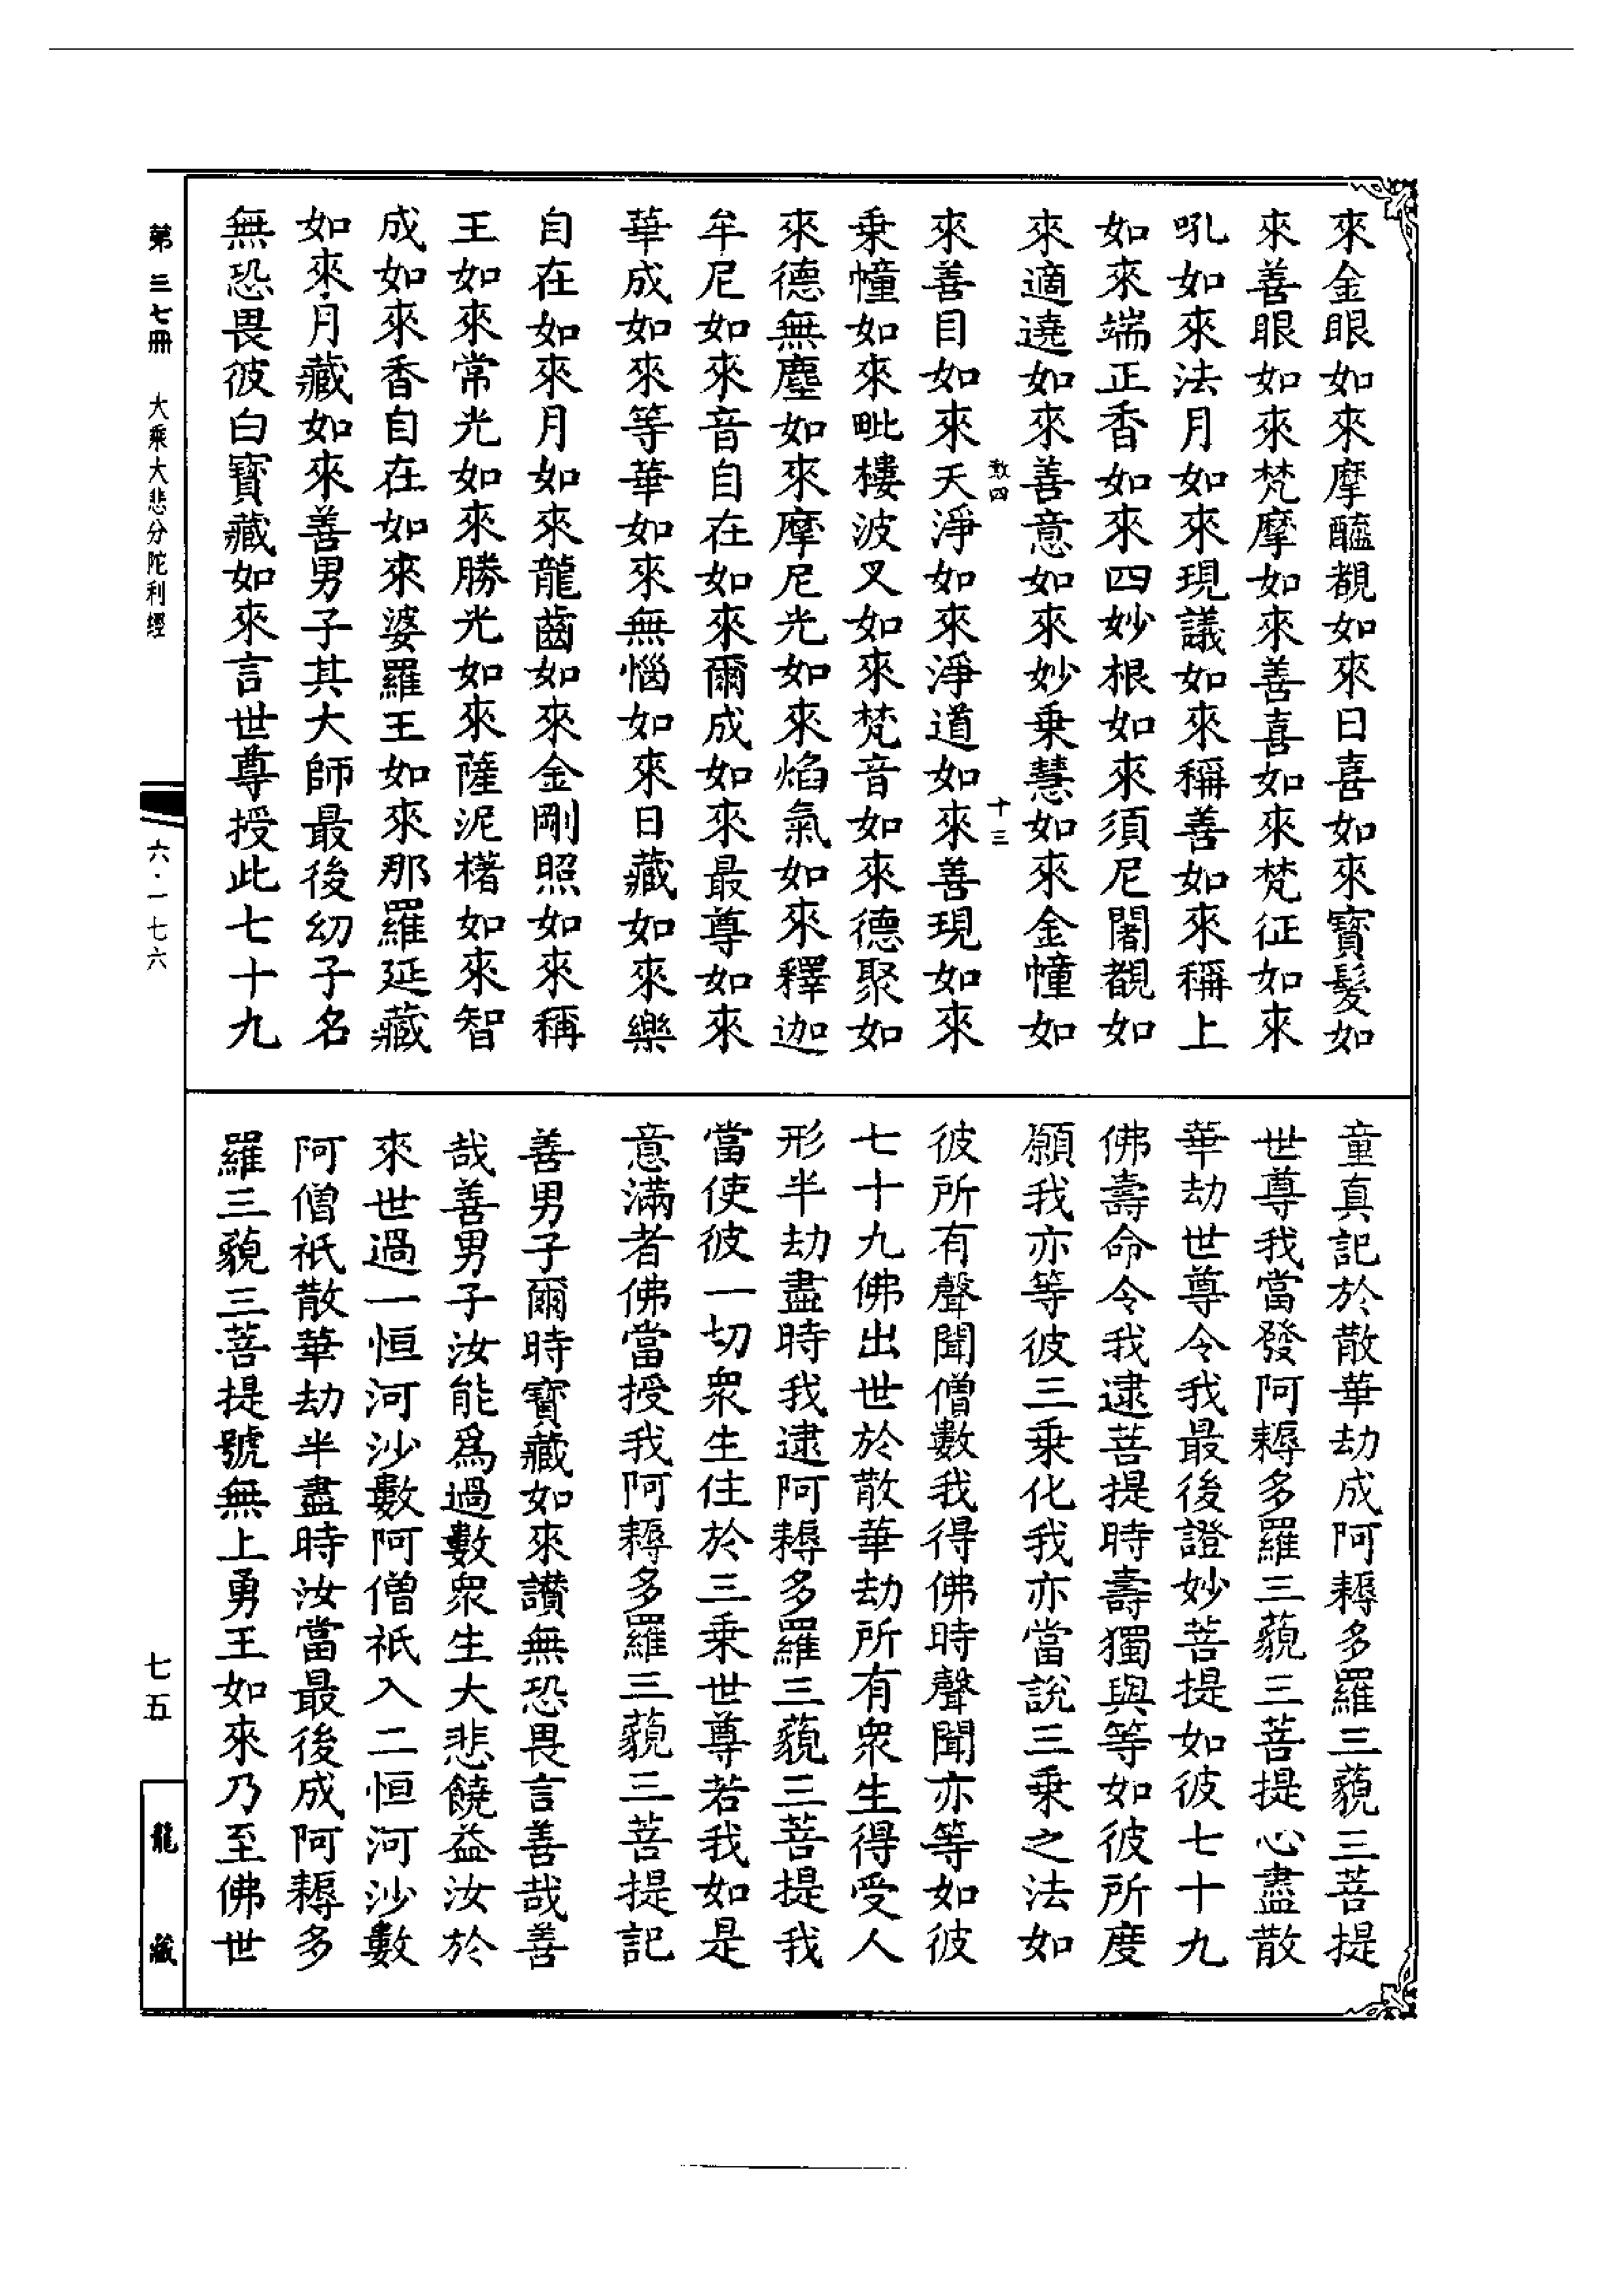 來金眼如來摩醯覩如來日喜如來寶髮如
來善眼如來梵摩如來善喜如來梵征如來
吼如來法月如來現議如來稱善如來稱上
如來端正香如來四妙根如來須尼闍覩如
來適遶如來善意如來妙乗慧如來金幢如
敢四
十三
來善目如來天淨如來淨道如來善現如來
乗幢如來毗樓波叉如來梵音如來德聚如
來德無塵如來摩尼光如來焰氣如來釋迦
牟尼如來音自在如來爾成如來最尊如來
華成如來等華如來無惱如來日藏如來樂
自在如來月如來龍齒如來金剛照如來稱
王如來常光如來勝光如來薩泥楮如來智
成如來香自在如來婆羅王如來那羅延藏
如來月藏如來善男子其大師最後幼子名
無恐畏彼白寶藏如來言世尊授此七十九
童真記於散華劫成阿耨多羅三藐三菩提
世尊我當發阿耨多羅三藐三菩提心盡散
華劫世尊令我最後證妙菩提如彼七十九
佛壽命令我逮菩提時壽獨與等如彼所度
願我亦等彼三乗化我亦當說三乗之法如
彼所有聲聞僧數我得佛時聲聞亦等如彼
七十九佛出世於散華劫所有衆生得受人
形半劫盡時我逮阿耨多羅三藐三菩提我
當使彼一切衆生住於三乗世尊若我如是
意滿者佛當授我阿耨多羅三藐三菩提記
善男子爾時寶藏如來讃無恐畏言善哉善
哉善男子汝能爲過數衆生大悲饒益汝於
來世過一恒河沙數阿僧祇入二恒河沙數
阿僧祇散華劫半盡時汝當最後成阿耨多
羅三藐三菩提號無上勇王如來乃至佛世
第三七冊 大乘大悲分陀利經
六·一七六
七五
龍藏